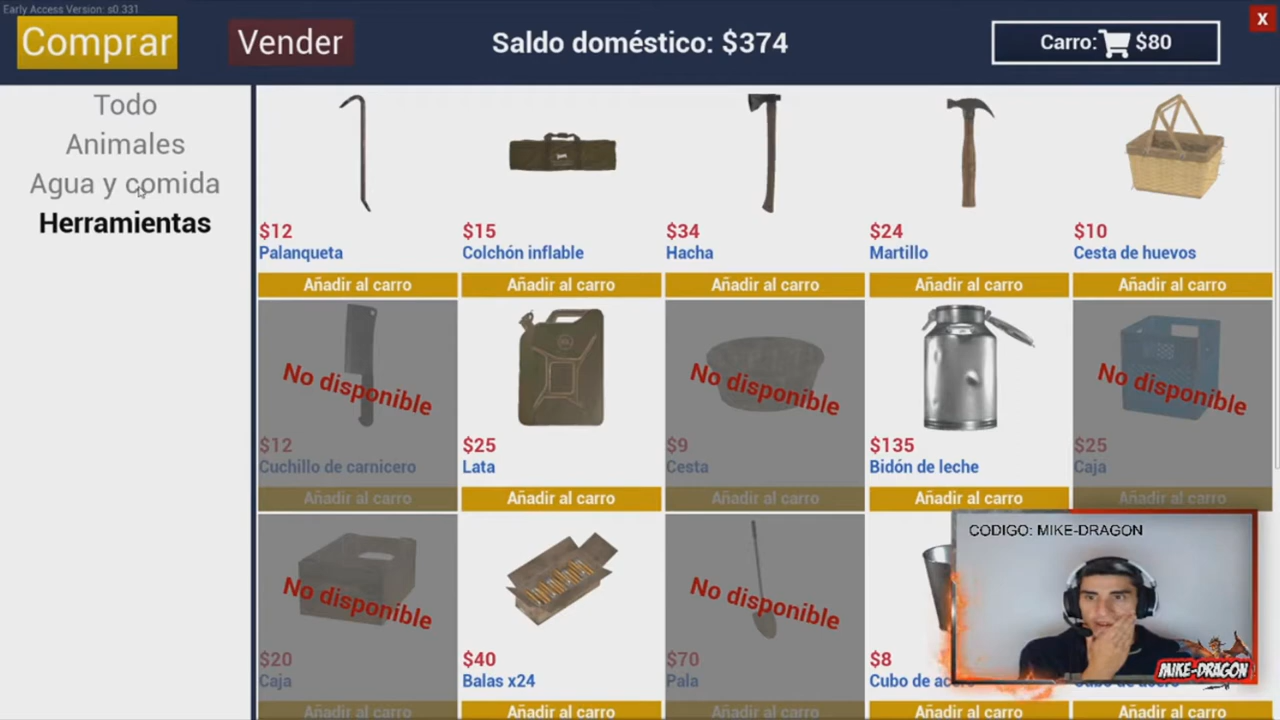 Early Access Version: s0.331
Comprar
Vender
Saldo doméstico: $374
Carro: $80
X
Todo
Animales
Agua y comida
Herramientas
$12
Palanqueta
Añadir al carro
$15
Colchón inflable
Añadir al carro
$34
Hacha
Añadir al carro
$24
Martillo
Añadir al carro
$10
Cesta de huevos
Añadir al carro
No disponible
$12
Cuchillo de carnicero
Añadir al carro
$25
Lata
Añadir al carro
No disponible
$9
Cesta
Añadir al carro
$135
Bidón de leche
Añadir al carro
No disponible
$25
Caja
Añadir al carro
No disponible
$20
Caja
Añadir al carro
$40
Balas x24
Añadir al carro
No disponible
$70
Pala
Añadir al carro
$8
Cubo de
Añadir al carro
Añadir al carro
CODIGO: MIKE-DRAGON
MIKE-DRAGON